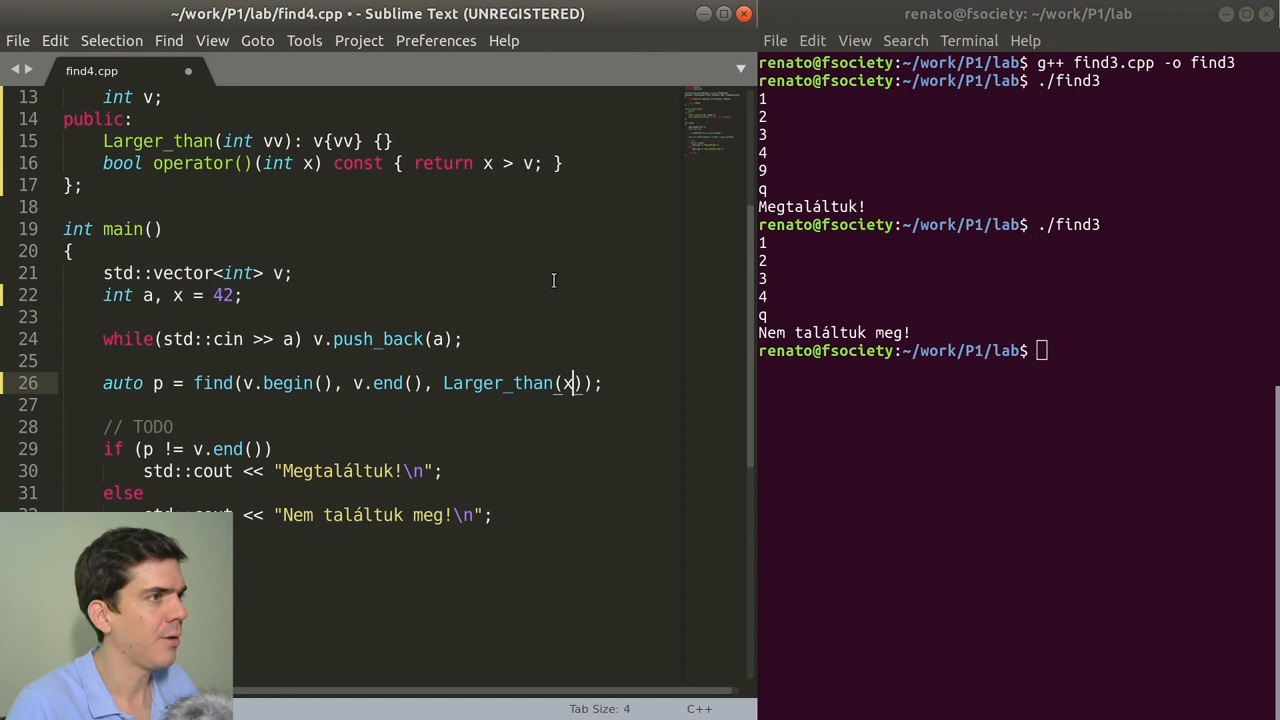 ~/work/P1/lab/find4.cpp • - Sublime Text (UNREGISTERED)
File Edit Selection Find View Goto Tools Project Preferences Help
find4.cpp
13 int v;
14 public:
15 Larger_than(int vv): v{vv} {}
16 bool operator()(int x) const { return x > v; }
17 };
18
19 int main()
20 {
21 std::vector<int> v;
22 int a, x = 42;
23
24 while(std::cin >> a) v.push_back(a);
25
26 auto p = find(v.begin(), v.end(), Larger_than(x));
27
28 // TODO
29 if (p != v.end())
30 std::cout << "Megtaláltuk!\n";
31 else
<< "Nem találtuk meg!\n";
Tab Size: 4 C++
renato@fsociety: ~/work/P1/lab
File Edit View Search Terminal Help
renato@fsociety:~/work/P1/lab$ g++ find3.cpp -o find3
renato@fsociety:~/work/P1/lab$ ./find3
1
2
3
4
9
q
Megtaláltuk!
renato@fsociety:~/work/P1/lab$ ./find3
1
2
3
4
q
Nem találtuk meg!
renato@fsociety:~/work/P1/lab$